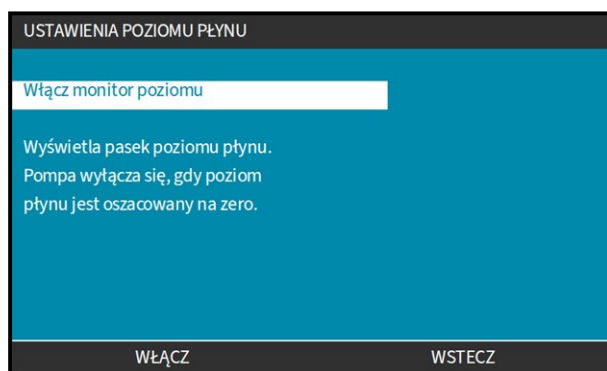 USTAWIENIA POZIOMU PŁYNU
Włącz monitor poziomu
Wyświetla pasek poziomu płynu.
Pompa wyłącza się, gdy poziom
płynu jest oszacowany na zero.
WŁĄCZ
WSTECZ